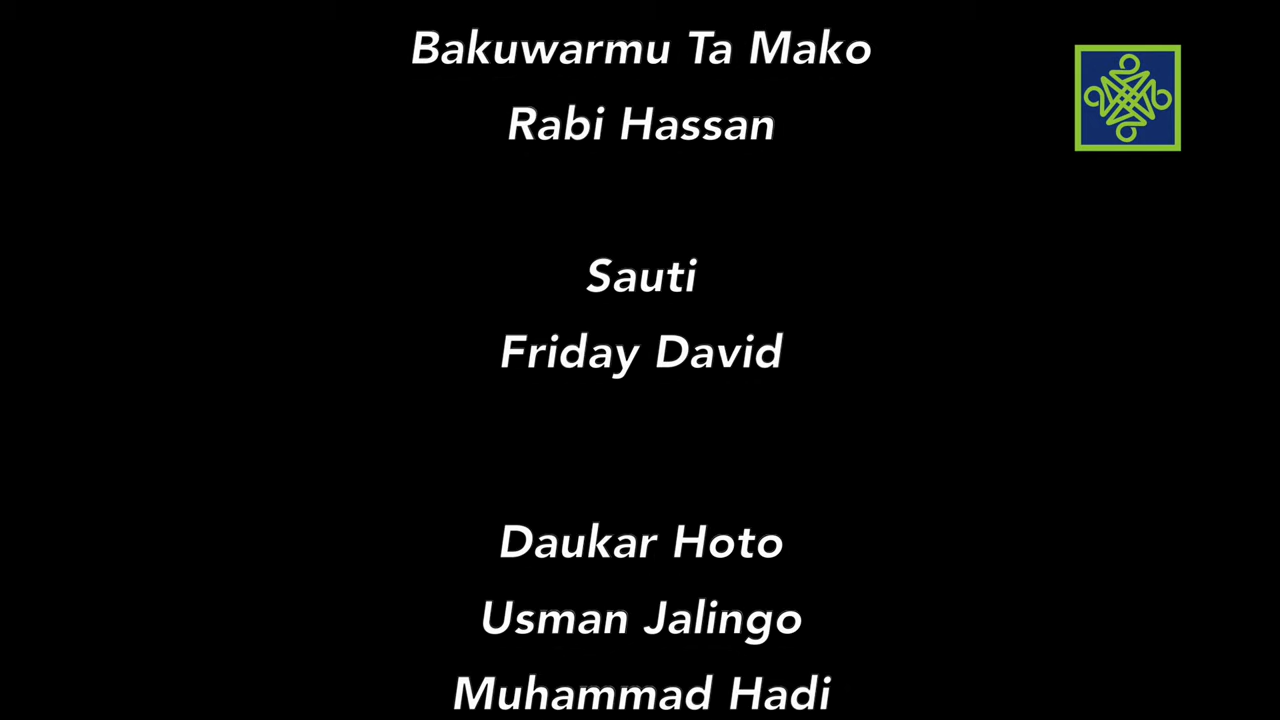 Bakuwarmu Ta Mako
Rabi Hassan
Sauti
Friday David
Daukar Hoto
Usman Jalingo
Muhammad Hadi